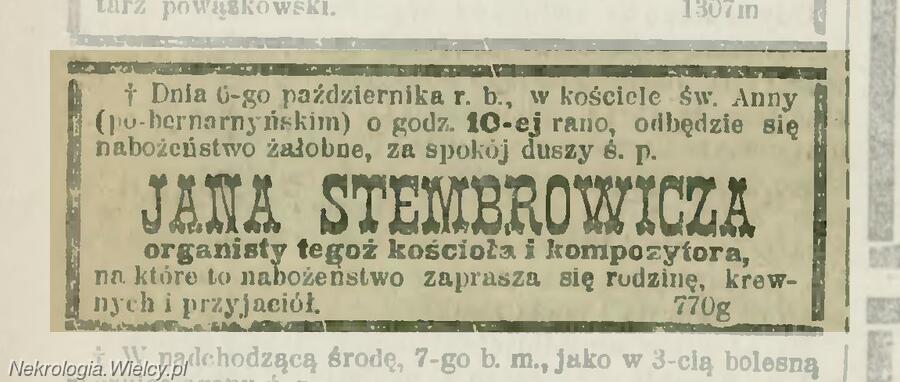 tarz powązkowski. 1307m
† Dnia 6-go października r. b., w kościele św. Anny
(po-bernarnyńskim) o godz. 10-ej rano, odbędzie się
nabożeństwo żałobne, za spokój duszy ś. p.
JANA STEMBROWICZA
organisty tegoż kościoła i kompozytora,
na które to nabożeństwo zaprasza się rodzinę, krew-
nych i przyjaciół. 770g
† W nadchodzącą środę, 7-go b. m., jako w 3-cią bolesną
Nekrologia.Wielcy.pl